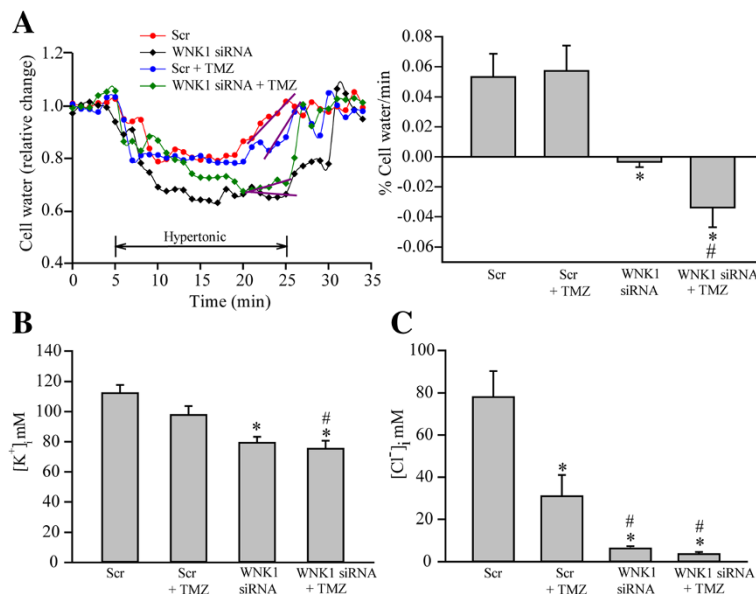 A
Scr
WNK1 siRNA
Scr + TMZ
WNK1 siRNA + TMZ
Cell water (relative change)
1.2
1.0
0.8
0.6
0.4
Hypertonic
0 5 10 15 20 25 30 35
Time (min)
% Cell water/min
0.08
0.06
0.04
0.02
0.00
-0.02
-0.04
-0.06
*
*
#
Scr
Scr
+ TMZ
WNK1
siRNA
WNK1 siRNA
+ TMZ
B
[K+]i mM
140
120
100
80
60
40
20
0
*
#
*
Scr
Scr
+ TMZ
WNK1
siRNA
WNK1 siRNA
+ TMZ
C
[Cl-]i mM
100
80
60
40
20
0
*
#
*
#
*
Scr
Scr
+ TMZ
WNK1
siRNA
WNK1 siRNA
+ TMZ